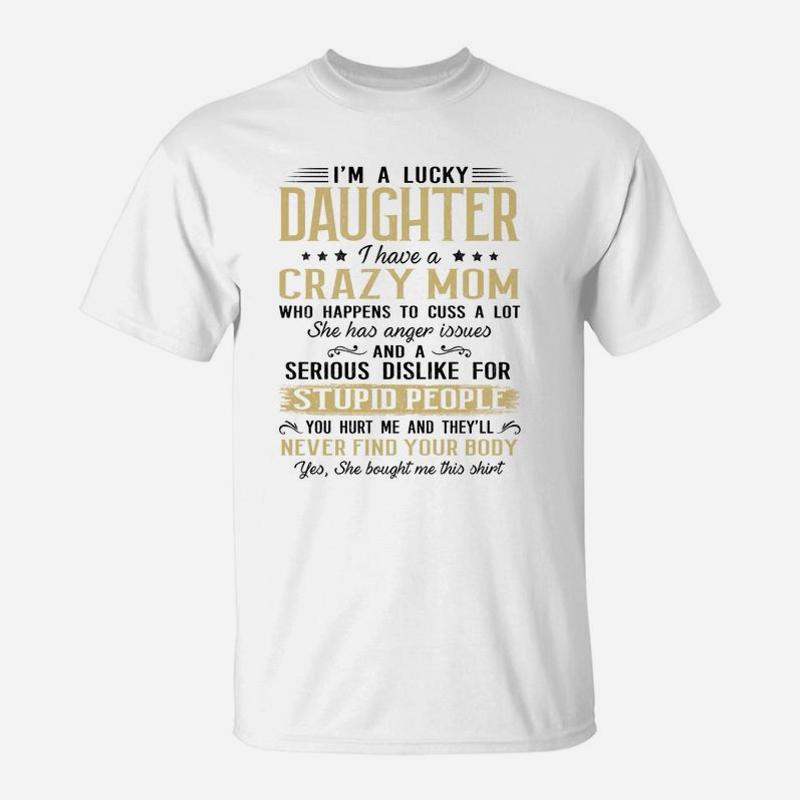 I'M A LUCKY
DAUGHTER
I have a
CRAZY MOM
WHO HAPPENS TO CUSS A LOT
She has anger issues
AND A
SERIOUS DISLIKE FOR
STUPID PEOPLE
YOU HURT ME AND THEY'LL
NEVER FIND YOUR BODY
Yes, She bought me this shirt